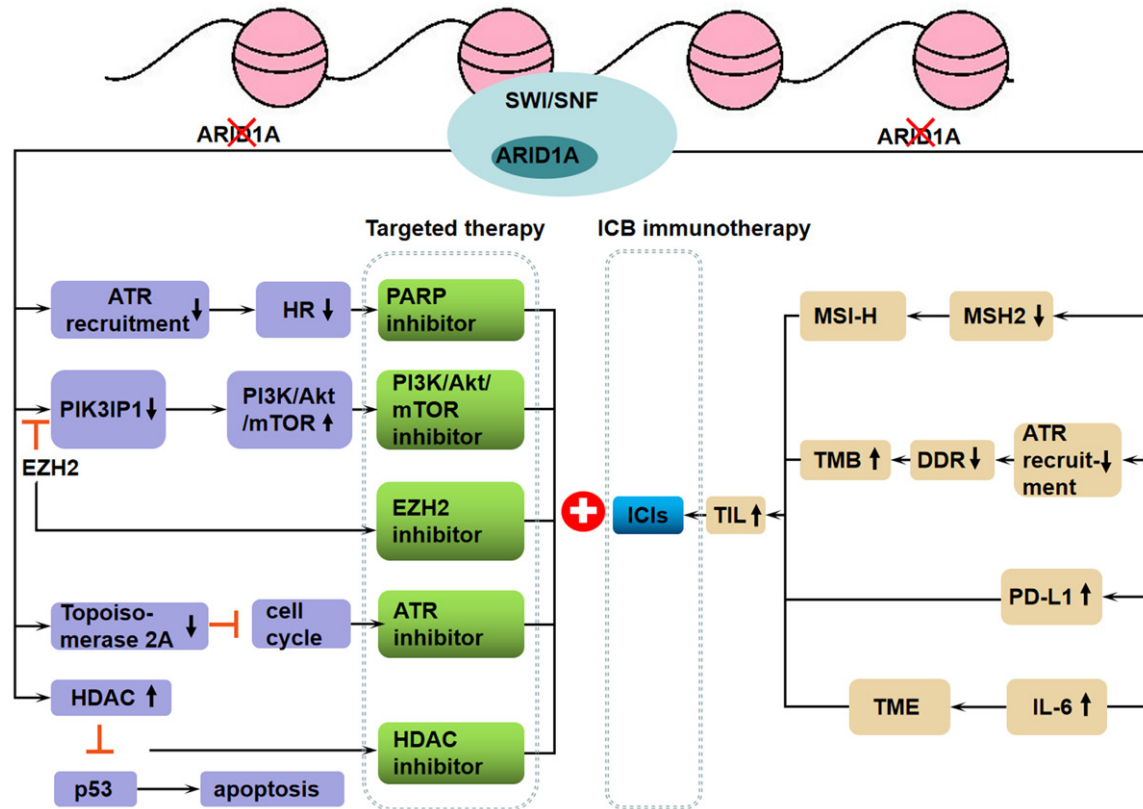 SWI/SNF
ARID1A
ARID1A
ARID1A
Targeted therapy
ICB immunotherapy
ATR
recruitment
HR
PARP
inhibitor
MSI-H
MSH2
PIK3IP1
PI3K/Akt
/mTOR
PI3K/Akt/
mTOR
inhibitor
TMB
DDR
ATR
recruit-
ment
EZH2
EZH2
inhibitor
ICIs
TIL
Topoiso-
merase 2A
cell
cycle
ATR
inhibitor
PD-L1
HDAC
HDAC
inhibitor
TME
IL-6
p53
apoptosis